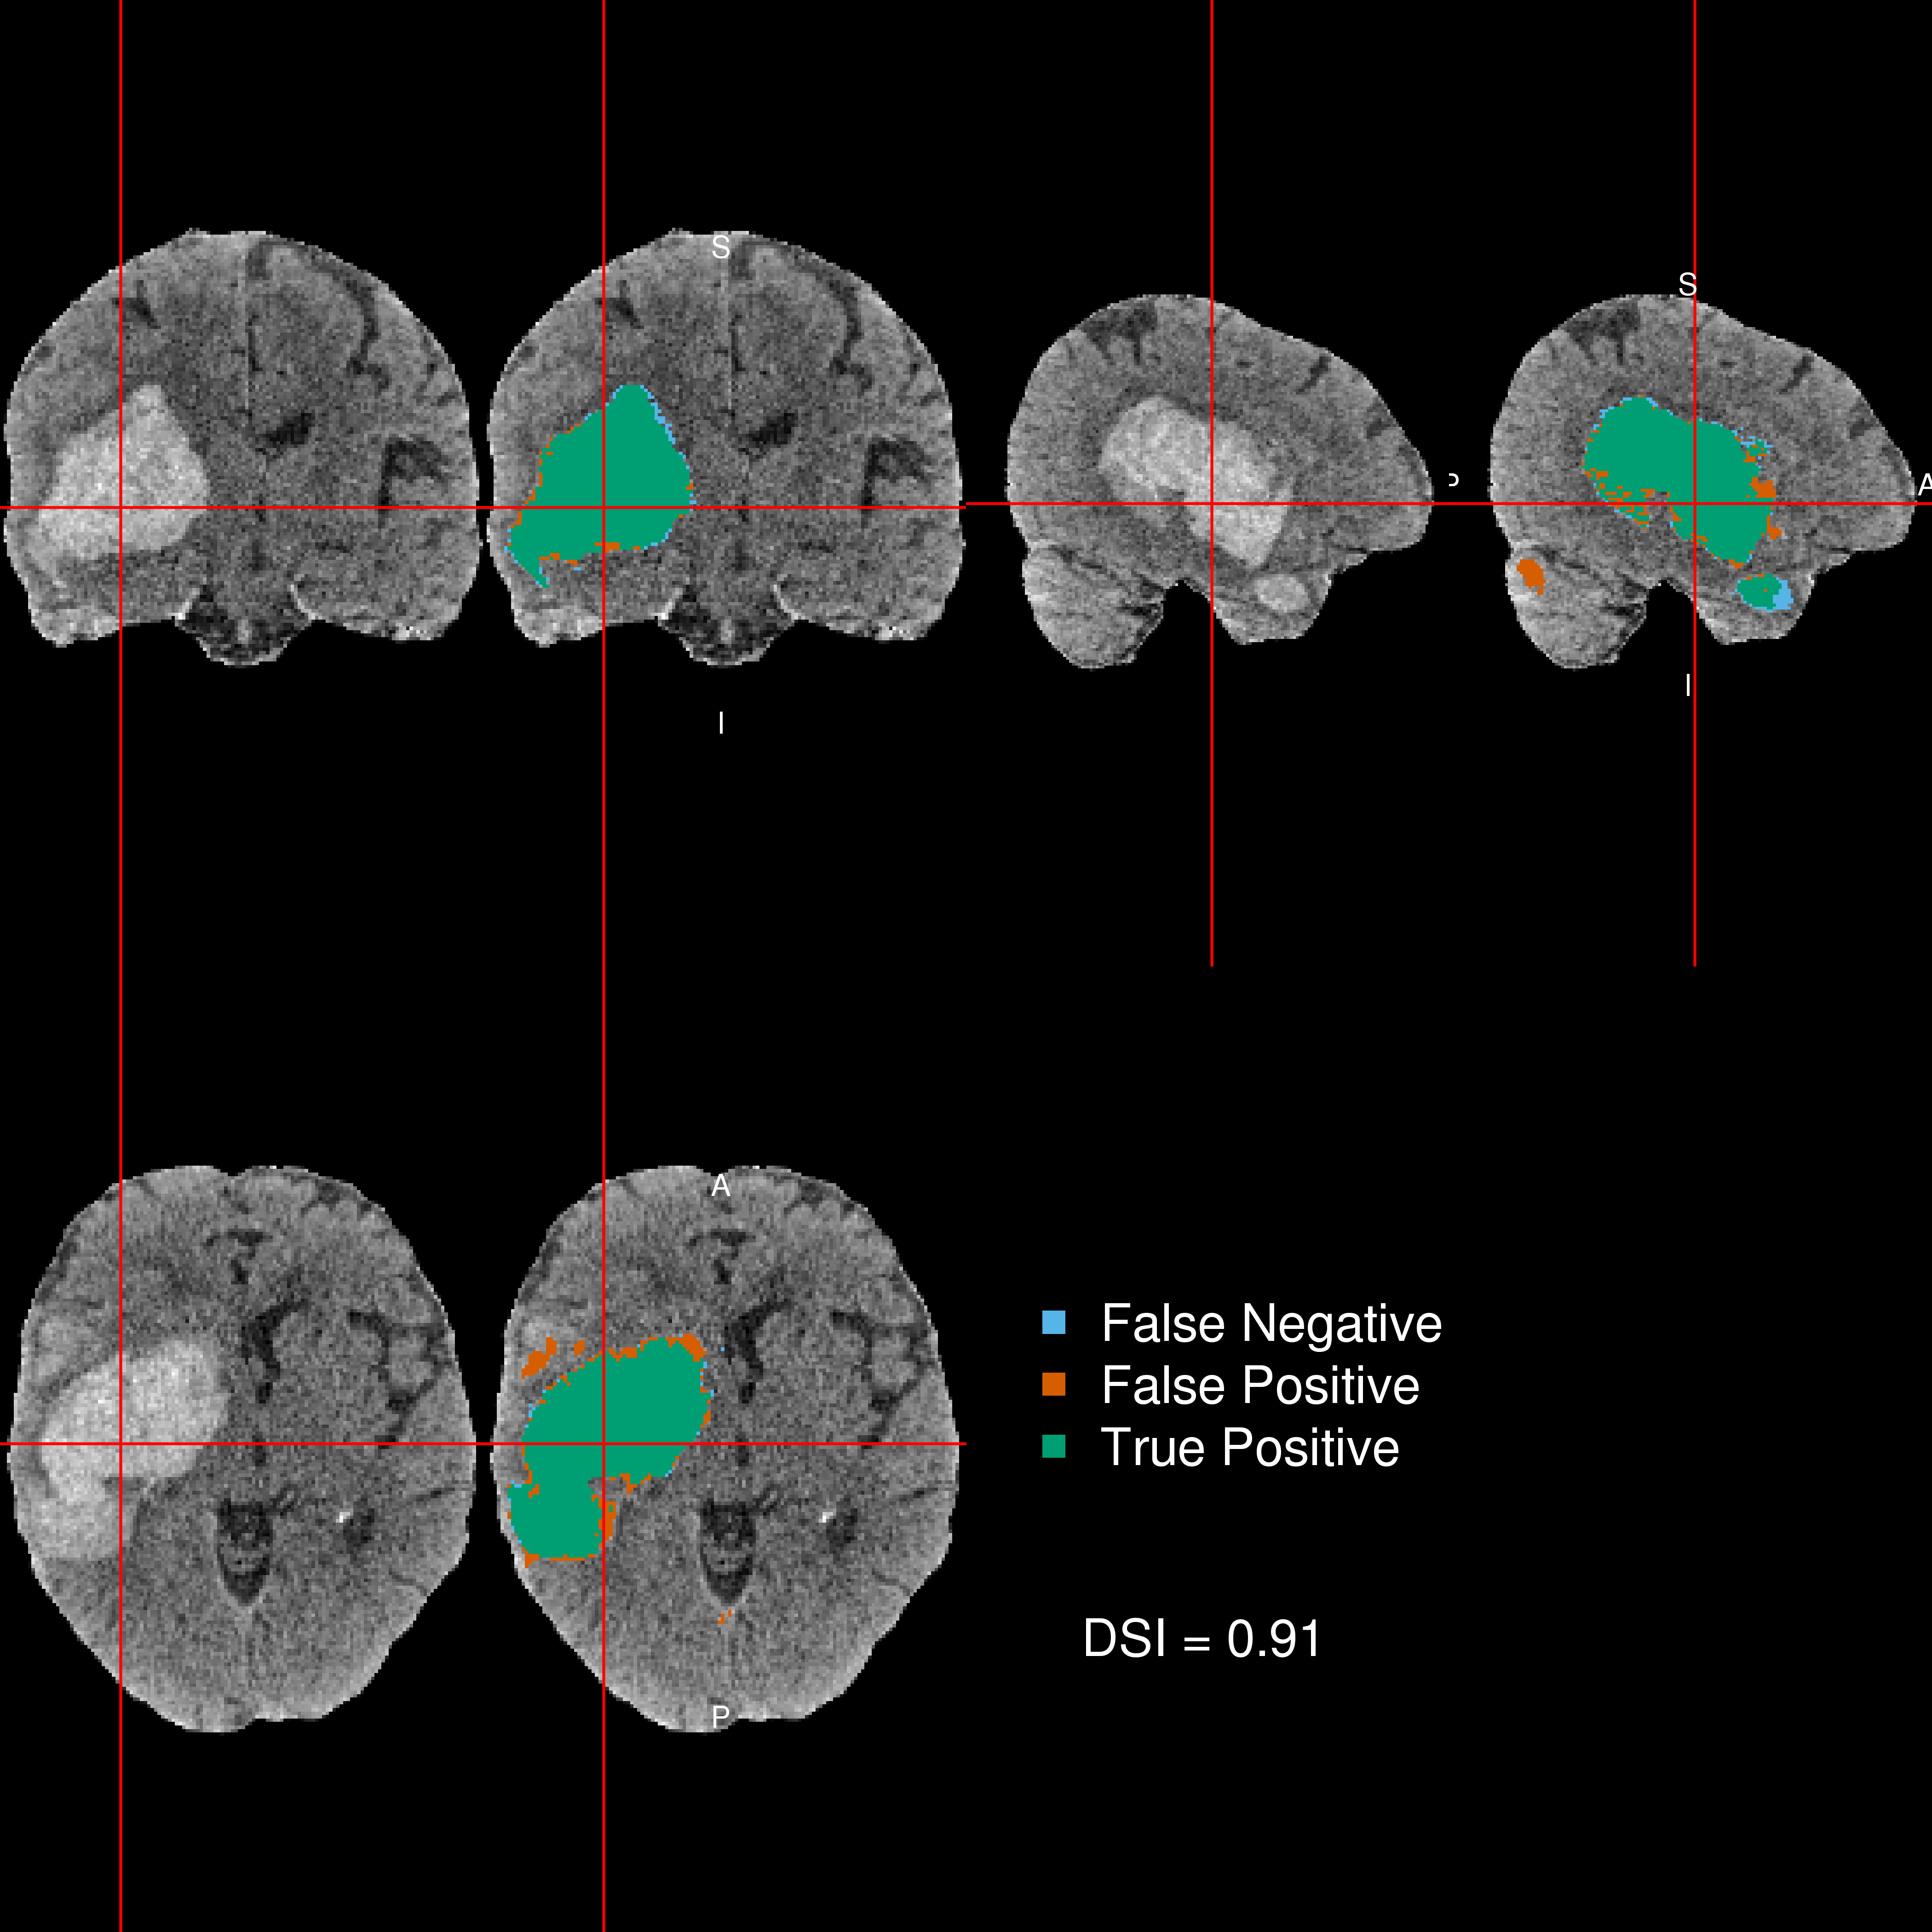 S
S
P
A
I
I
A
False Negative
False Positive
True Positive
DSI = 0.91
P